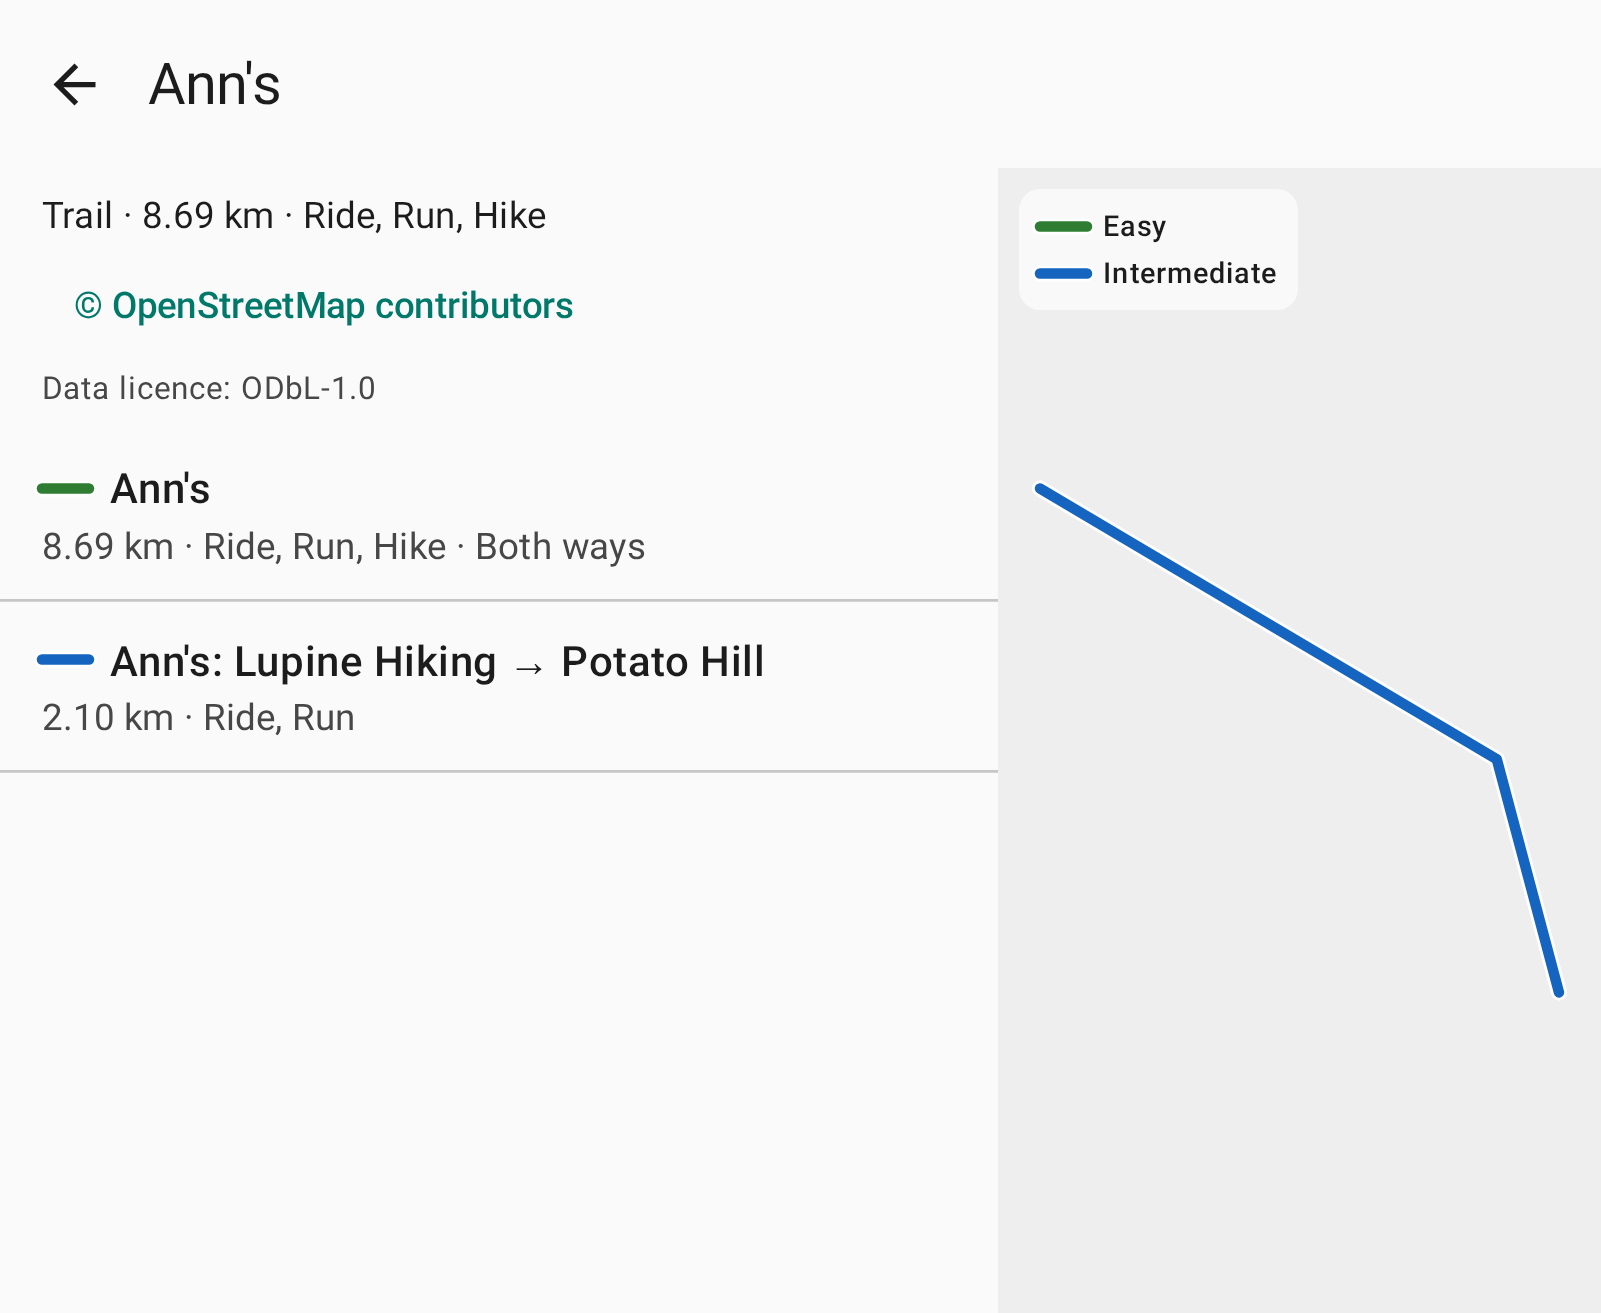 Ann's
Trail · 8.69 km · Ride, Run, Hike
© OpenStreetMap contributors
Data licence: ODbL-1.0
Ann's
8.69 km · Ride, Run, Hike · Both ways
Ann's: Lupine Hiking → Potato Hill
2.10 km · Ride, Run
Easy
Intermediate